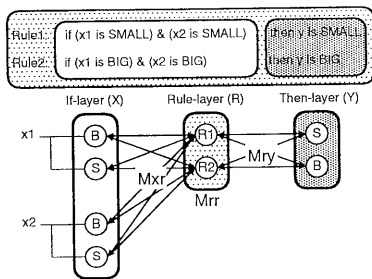 Rule1: if (x1 is SMALL) & (x2 is SMALL) then y is SMALL
Rule2: if (x1 is BIG) & (x2 is BIG) then y is BIG
If-layer (X) Rule-layer (R) Then-layer (Y)
x1 B R1 S
S Mxr R2 Mry B
x2 B Mrr
S